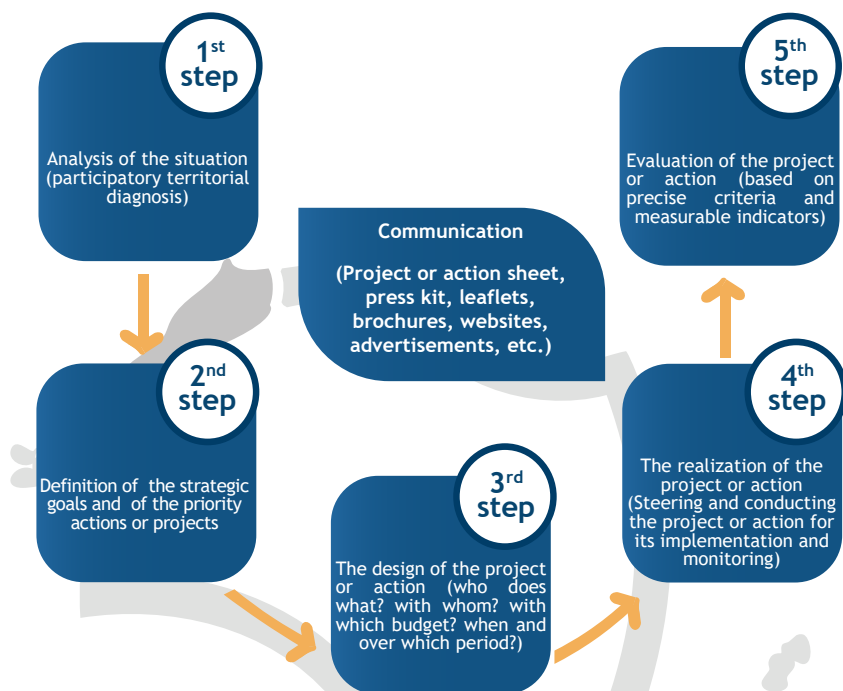 1st
step
Analysis of the situation
(participatory territorial
diagnosis)
2nd
step
Definition of the strategic
goals and of the priority
actions or projects
3rd
step
The design of the project
or action (who does
what? with whom? with
which budget? when and
over which period?)
4th
step
The realization of the
project or action
(Steering and conducting
the project or action for
its implementation and
monitoring)
5th
step
Evaluation of the project
or action (based on
precise criteria and
measurable indicators)
Communication
(Project or action sheet,
press kit, leaflets,
brochures, websites,
advertisements, etc.)